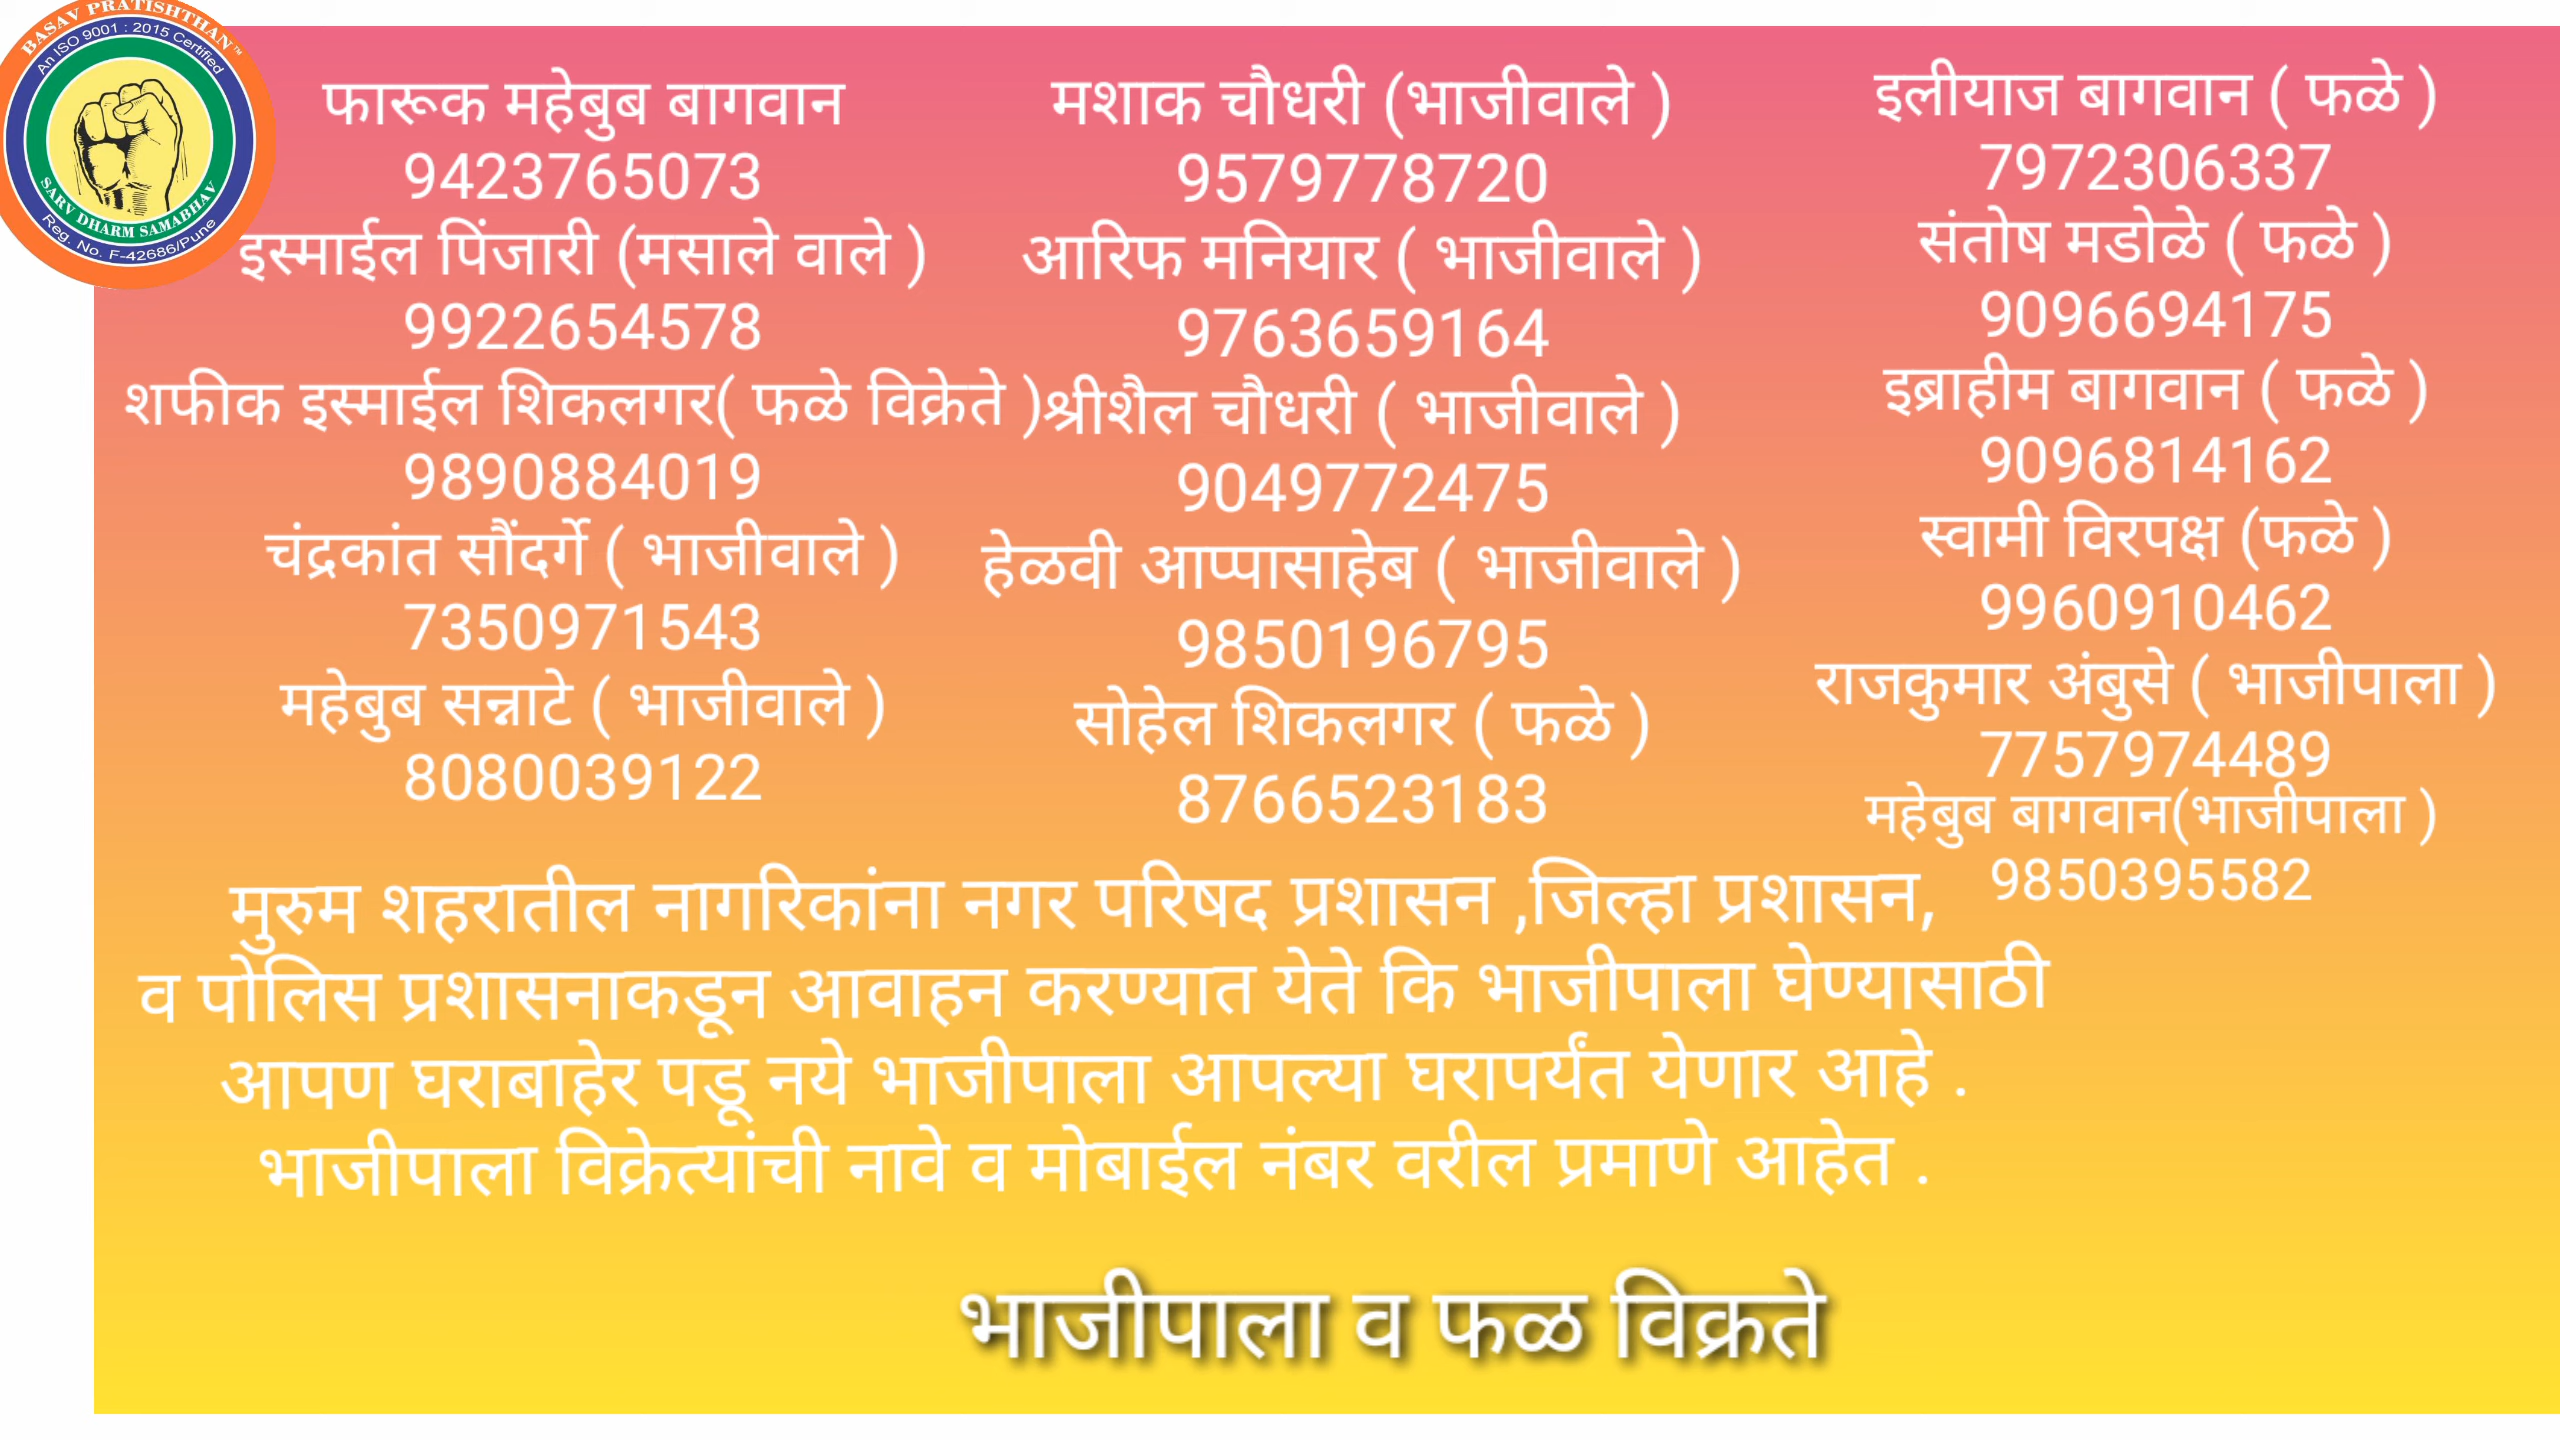 BASAV PRATISHTHAN™
An ISO 9001 : 2015 Certified
SARV DHARM SAMABHAV
Reg. No. F-42686/Pune
फारूक महेबुब बागवान
9423765073
इस्माईल पिंजारी (मसाले वाले )
9922654578
शफीक इस्माईल शिकलगर( फळे विक्रेते )
9890884019
चंद्रकांत सौंदर्गे ( भाजीवाले )
7350971543
महेबुब सन्नाटे ( भाजीवाले )
8080039122
मशाक चौधरी (भाजीवाले )
9579778720
आरिफ मनियार ( भाजीवाले )
9763659164
श्रीशैल चौधरी ( भाजीवाले )
9049772475
हेळवी आप्पासाहेब ( भाजीवाले )
9850196795
सोहेल शिकलगर ( फळे )
8766523183
इलीयाज बागवान ( फळे )
7972306337
संतोष मडोळे ( फळे )
9096694175
इब्राहीम बागवान ( फळे )
9096814162
स्वामी विरपक्ष (फळे )
9960910462
राजकुमार अंबुसे ( भाजीपाला )
7757974489
महेबुब बागवान(भाजीपाला )
9850395582
मुरुम शहरातील नागरिकांना नगर परिषद प्रशासन ,जिल्हा प्रशासन,
व पोलिस प्रशासनाकडून आवाहन करण्यात येते कि भाजीपाला घेण्यासाठी
आपण घराबाहेर पडू नये भाजीपाला आपल्या घरापर्यंत येणार आहे .
भाजीपाला विक्रेत्यांची नावे व मोबाईल नंबर वरील प्रमाणे आहेत .
भाजीपाला व फळ विक्रते